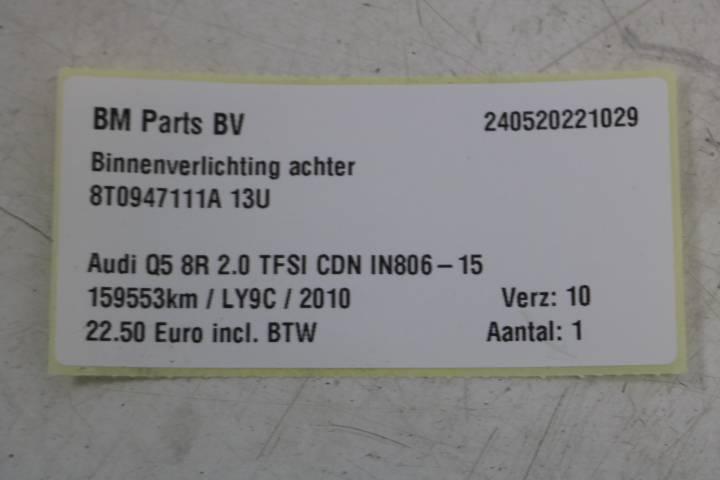 BM Parts BV 240520221029
Binnenverlichting achter
8T0947111A 13U
Audi Q5 8R 2.0 TFSI CDN IN806-15
159553km / LY9C / 2010 Verz: 10
22.50 Euro incl. BTW Aantal: 1